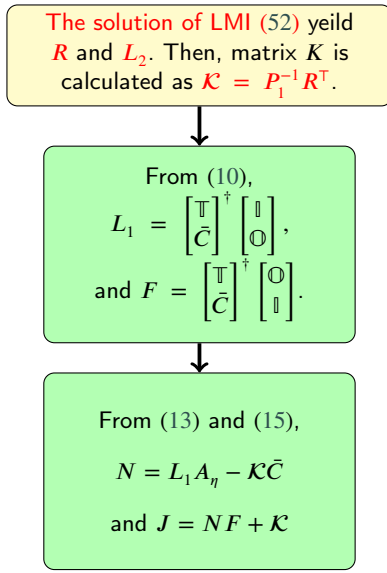 The solution of LMI (52) yeild
R and L₂. Then, matrix K is
calculated as 𝒦 = P₁⁻¹R⊤.
From (10),
L₁ = [𝕋 C̄]† [𝕀 𝕆],
and F = [𝕋 C̄]† [𝕆 𝕀].
From (13) and (15),
N = L₁A_η − 𝒦C̄
and J = NF + 𝒦